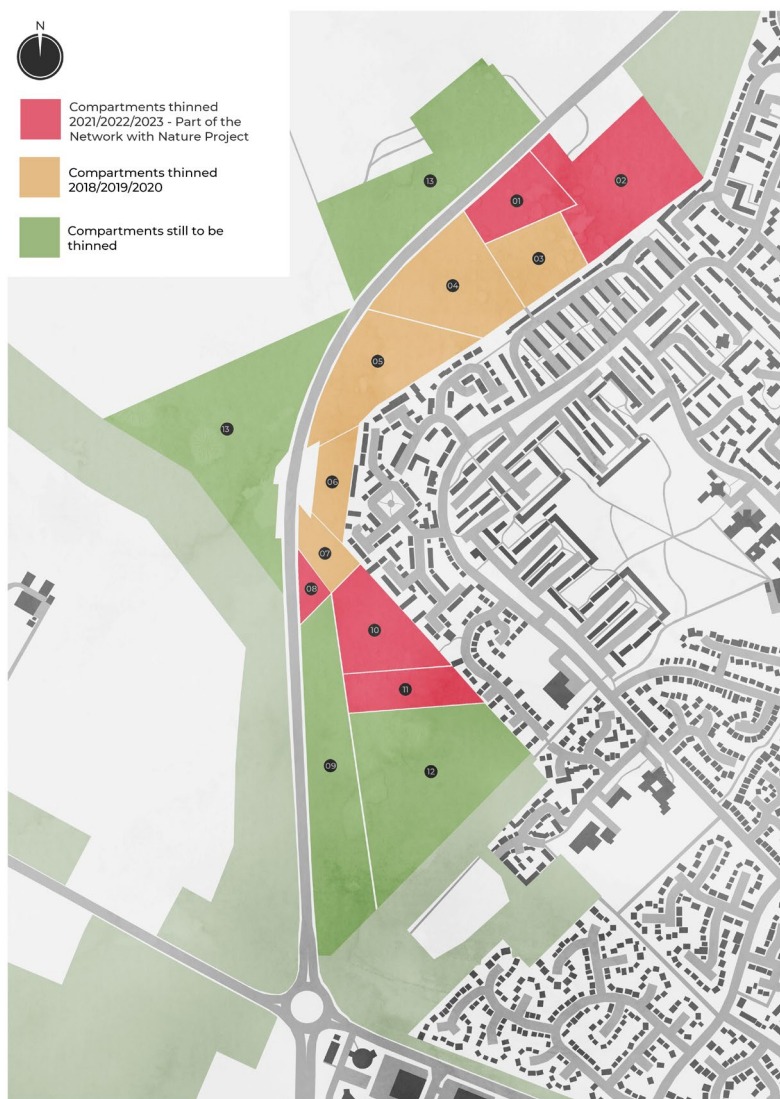 N
Compartments thinned
2021/2022/2023 - Part of the
Network with Nature Project
Compartments thinned
2018/2019/2020
Compartments still to be
thinned
13
02
01
03
04
05
13
06
07
08
10
11
09
12